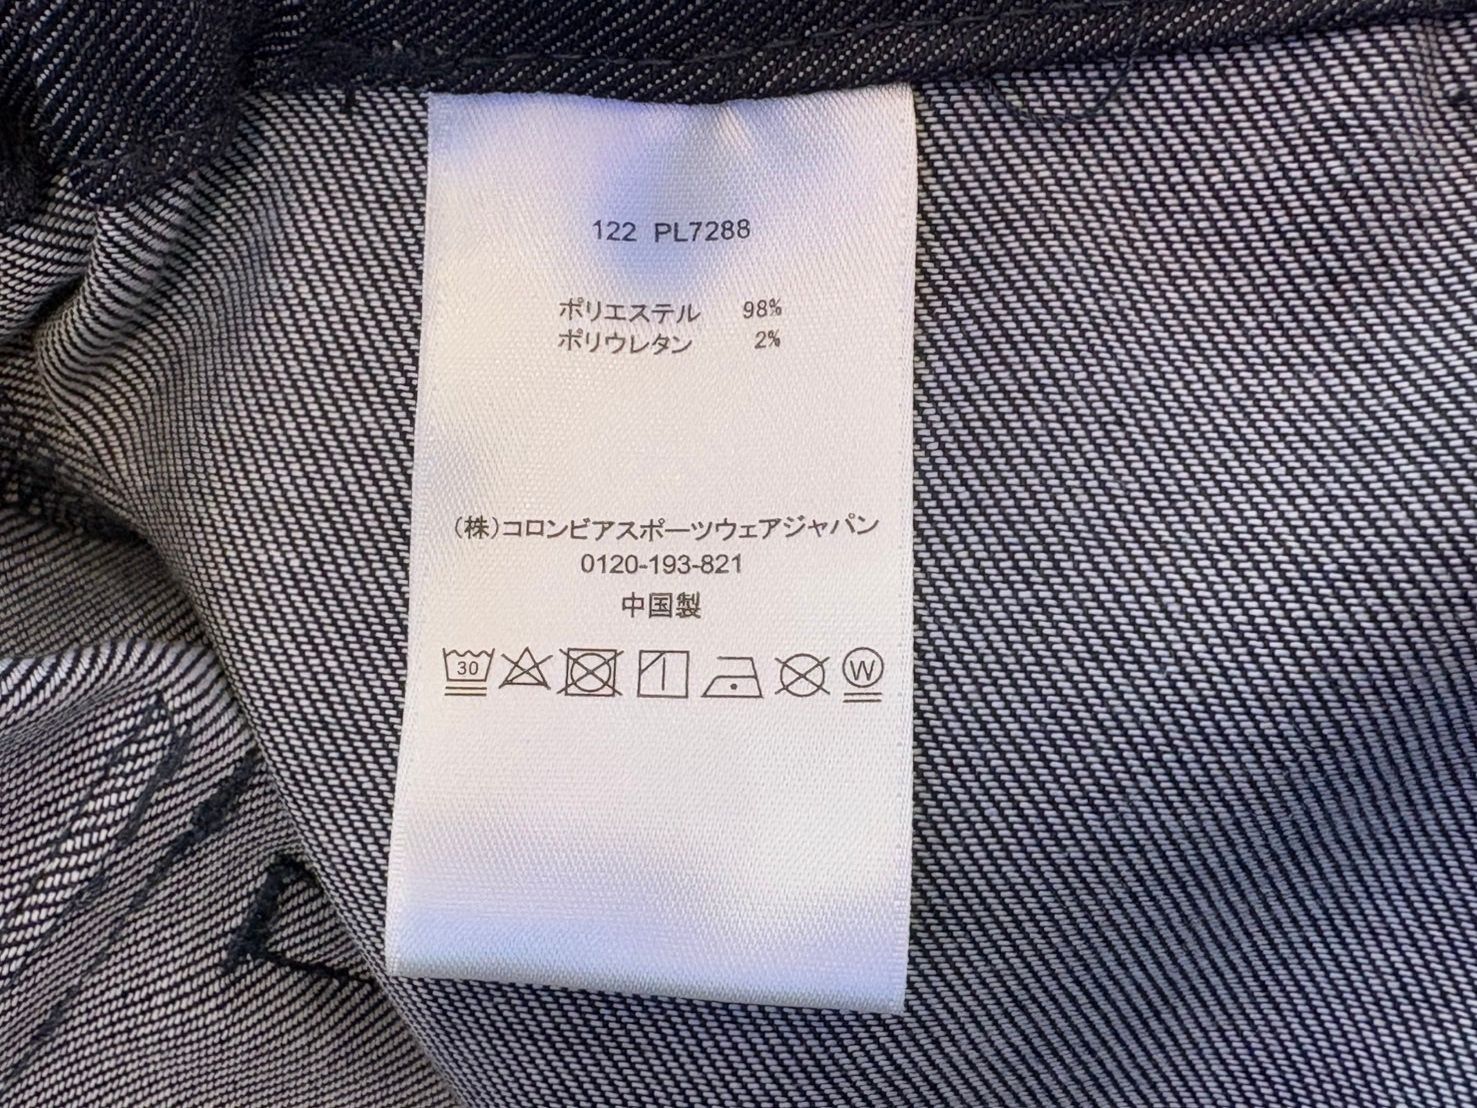 122 PL7288
ポリエステル 98%
ポリウレタン 2%
(株)コロンビアスポーツウェアジャパン
0120-193-821
中国製
30 W